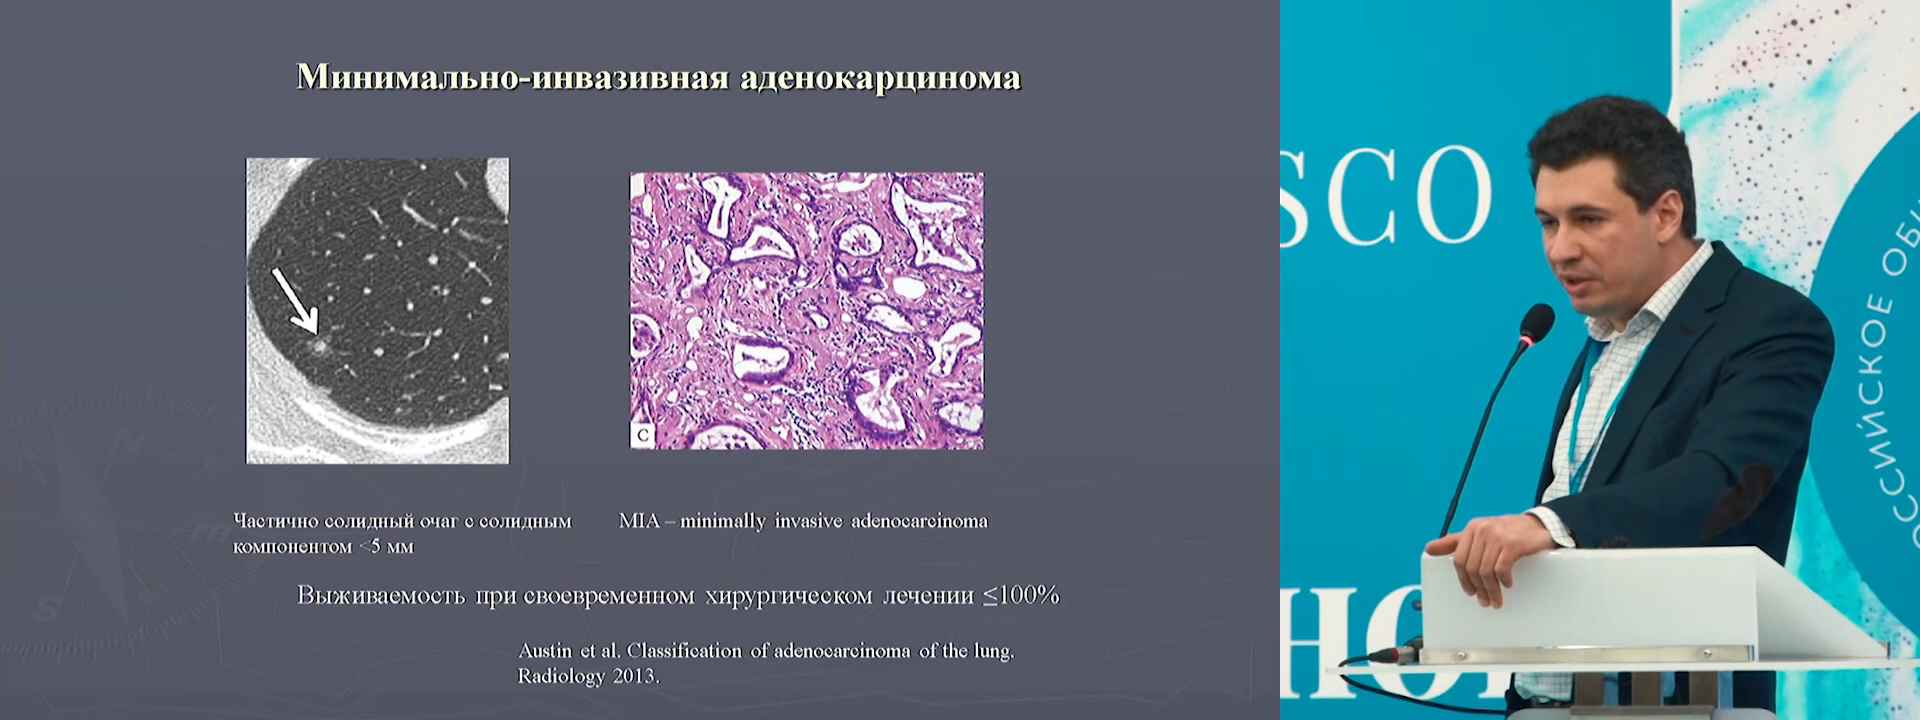 Минимально-инвазивная аденокарцинома
C
Частично солидный очаг с солидным
компонентом <5 мм
MIA – minimally invasive adenocarcinoma
Выживаемость при своевременном хирургическом лечении ≤100%
Austin et al. Classification of adenocarcinoma of the lung.
Radiology 2013.
N
S
SCO